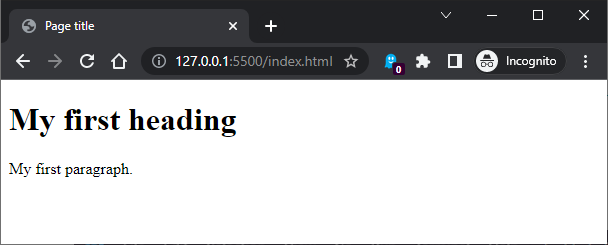 Page title
127.0.0.1:5500/index.html
0
Incognito
My first heading
My first paragraph.